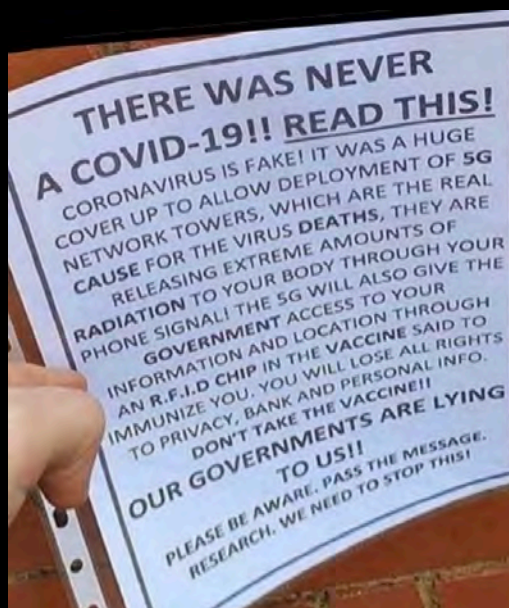 THERE WAS NEVER
A COVID-19!! READ THIS!
CORONAVIRUS IS FAKE! IT WAS A HUGE
COVER UP TO ALLOW DEPLOYMENT OF 5G
NETWORK TOWERS, WHICH ARE THE REAL
CAUSE FOR THE VIRUS DEATHS, THEY ARE
RELEASING EXTREME AMOUNTS OF
RADIATION TO YOUR BODY THROUGH YOUR
PHONE SIGNAL! THE 5G WILL ALSO GIVE THE
GOVERNMENT ACCESS TO YOUR
INFORMATION AND LOCATION THROUGH
AN R.F.I.D CHIP IN THE VACCINE SAID TO
IMMUNIZE YOU. YOU WILL LOSE ALL RIGHTS
TO PRIVACY, BANK AND PERSONAL INFO.
DON'T TAKE THE VACCINE!!
OUR GOVERNMENTS ARE LYING
TO US!!
PLEASE BE AWARE. PASS THE MESSAGE.
RESEARCH. WE NEED TO STOP THIS!